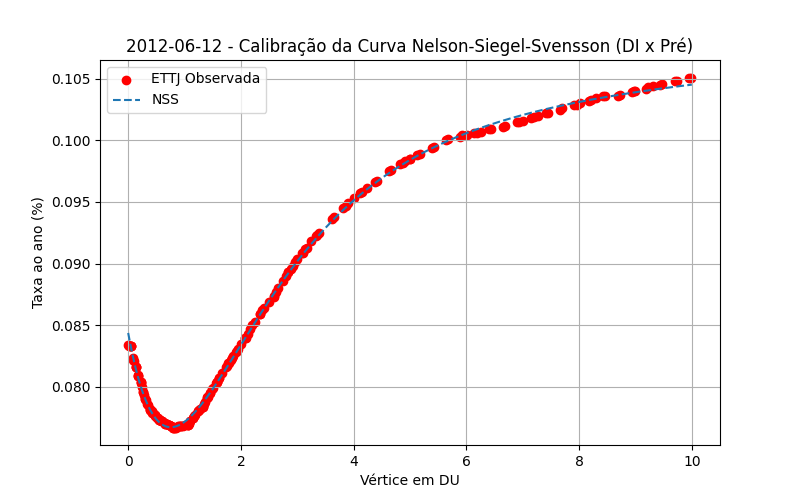 2012-06-12 - Calibração da Curva Nelson-Siegel-Svensson (DI x Pré)
ETTJ Observada
NSS
Taxa ao ano (%)
0.105
0.100
0.095
0.090
0.085
0.080
0 2 4 6 8 10
Vértice em DU